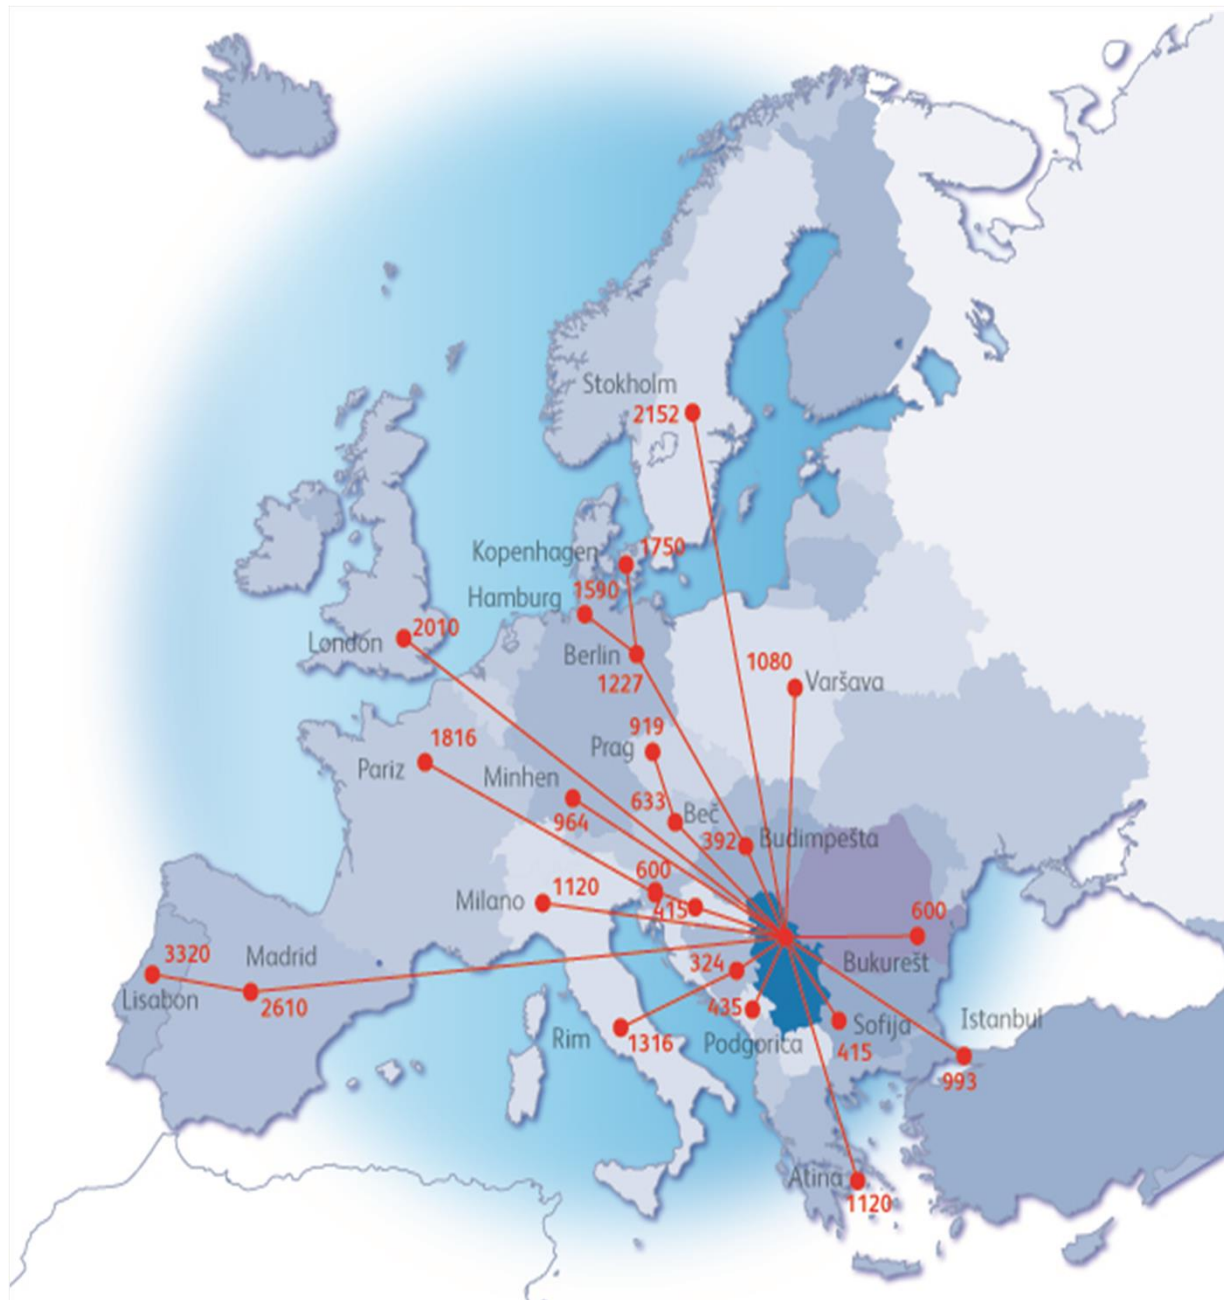 Stokholm
2152
Kopenhagen
1750
Hamburg
1590
London
2010
Berlin
1227
1080
Varšava
919
Prag
1816
Pariz
Minhen
964
633
Beč
392
Budimpešta
600
415
Milano
1120
600
Bukurešt
3320
Lisabon
Madrid
2610
324
435
Podgorica
Rim
1316
Sofija
415
Istanbul
993
Atina
1120